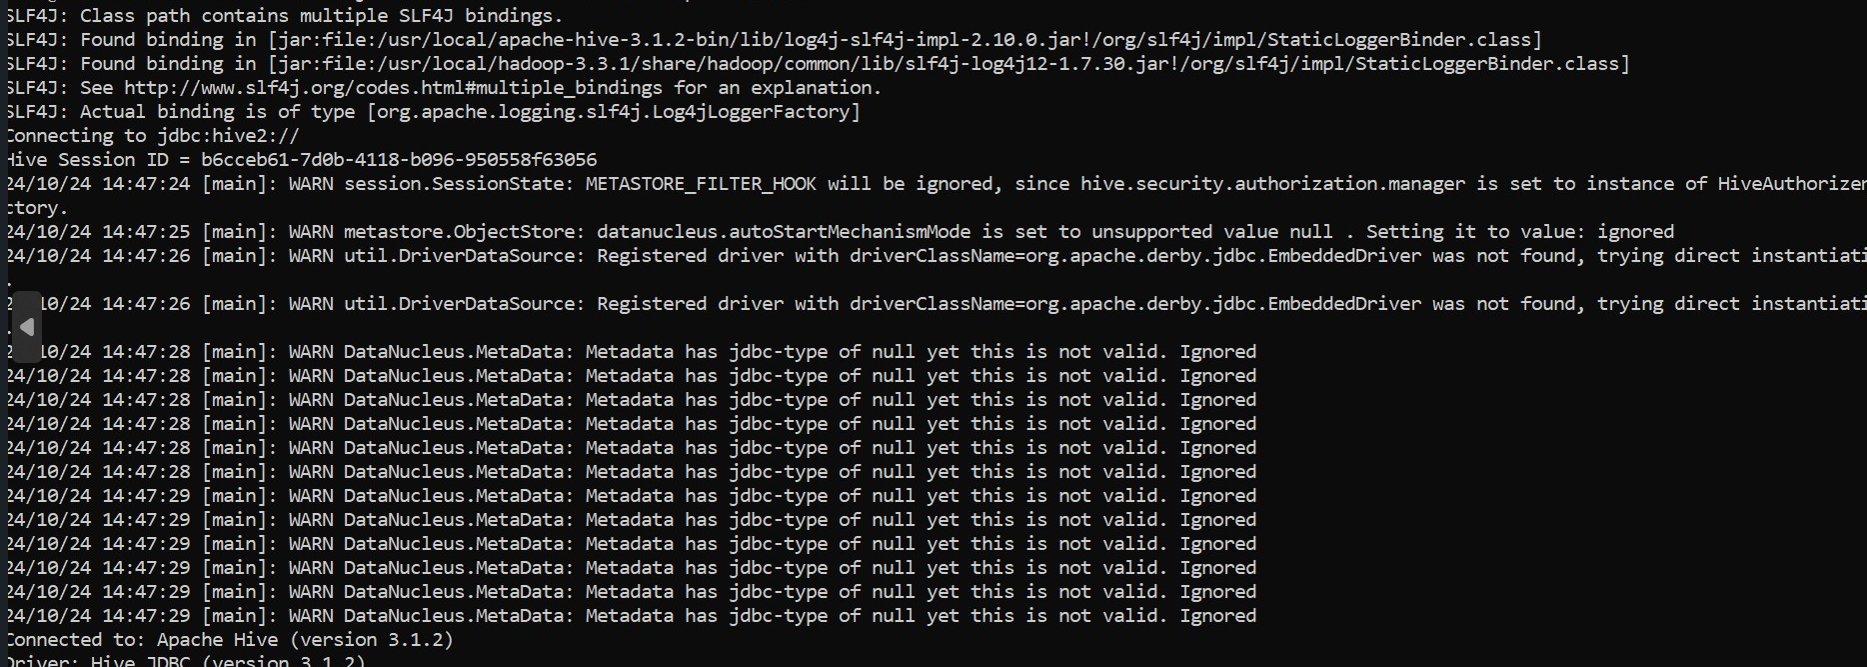 SLF4J: Class path contains multiple SLF4J bindings.
SLF4J: Found binding in [jar:file:/usr/local/apache-hive-3.1.2-bin/lib/log4j-slf4j-impl-2.10.0.jar!/org/slf4j/impl/StaticLoggerBinder.class]
SLF4J: Found binding in [jar:file:/usr/local/hadoop-3.3.1/share/hadoop/common/lib/slf4j-log4j12-1.7.30.jar!/org/slf4j/impl/StaticLoggerBinder.class]
SLF4J: See http://www.slf4j.org/codes.html#multiple_bindings for an explanation.
SLF4J: Actual binding is of type [org.apache.logging.slf4j.Log4jLoggerFactory]
Connecting to jdbc:hive2://
Hive Session ID = b6cceb61-7d0b-4118-b096-950558f63056
24/10/24 14:47:24 [main]: WARN session.SessionState: METASTORE_FILTER_HOOK will be ignored, since hive.security.authorization.manager is set to instance of HiveAuthorizer
ctory.
24/10/24 14:47:25 [main]: WARN metastore.ObjectStore: datanucleus.autoStartMechanismMode is set to unsupported value null . Setting it to value: ignored
24/10/24 14:47:26 [main]: WARN util.DriverDataSource: Registered driver with driverClassName=org.apache.derby.jdbc.EmbeddedDriver was not found, trying direct instantiati
.
2 10/24 14:47:26 [main]: WARN util.DriverDataSource: Registered driver with driverClassName=org.apache.derby.jdbc.EmbeddedDriver was not found, trying direct instantiati
.
2 10/24 14:47:28 [main]: WARN DataNucleus.MetaData: Metadata has jdbc-type of null yet this is not valid. Ignored
24/10/24 14:47:28 [main]: WARN DataNucleus.MetaData: Metadata has jdbc-type of null yet this is not valid. Ignored
24/10/24 14:47:28 [main]: WARN DataNucleus.MetaData: Metadata has jdbc-type of null yet this is not valid. Ignored
24/10/24 14:47:28 [main]: WARN DataNucleus.MetaData: Metadata has jdbc-type of null yet this is not valid. Ignored
24/10/24 14:47:28 [main]: WARN DataNucleus.MetaData: Metadata has jdbc-type of null yet this is not valid. Ignored
24/10/24 14:47:28 [main]: WARN DataNucleus.MetaData: Metadata has jdbc-type of null yet this is not valid. Ignored
24/10/24 14:47:29 [main]: WARN DataNucleus.MetaData: Metadata has jdbc-type of null yet this is not valid. Ignored
24/10/24 14:47:29 [main]: WARN DataNucleus.MetaData: Metadata has jdbc-type of null yet this is not valid. Ignored
24/10/24 14:47:29 [main]: WARN DataNucleus.MetaData: Metadata has jdbc-type of null yet this is not valid. Ignored
24/10/24 14:47:29 [main]: WARN DataNucleus.MetaData: Metadata has jdbc-type of null yet this is not valid. Ignored
24/10/24 14:47:29 [main]: WARN DataNucleus.MetaData: Metadata has jdbc-type of null yet this is not valid. Ignored
24/10/24 14:47:29 [main]: WARN DataNucleus.MetaData: Metadata has jdbc-type of null yet this is not valid. Ignored
Connected to: Apache Hive (version 3.1.2)
Driver: Hive JDBC (version 3.1.2)